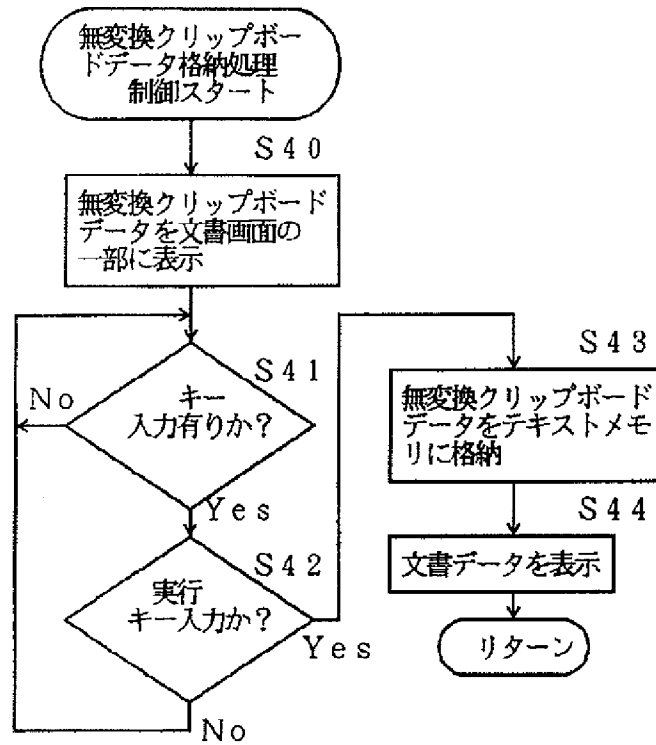 無変換クリップボー
ドデータ格納処理
制御スタート
S40
無変換クリップボード
データを文書画面の
一部に表示
S41
キー
入力有りか?
No
Yes
S42
実行
キー入力か?
Yes
No
S43
無変換クリップボード
データをテキストメモ
リに格納
S44
文書データを表示
リターン